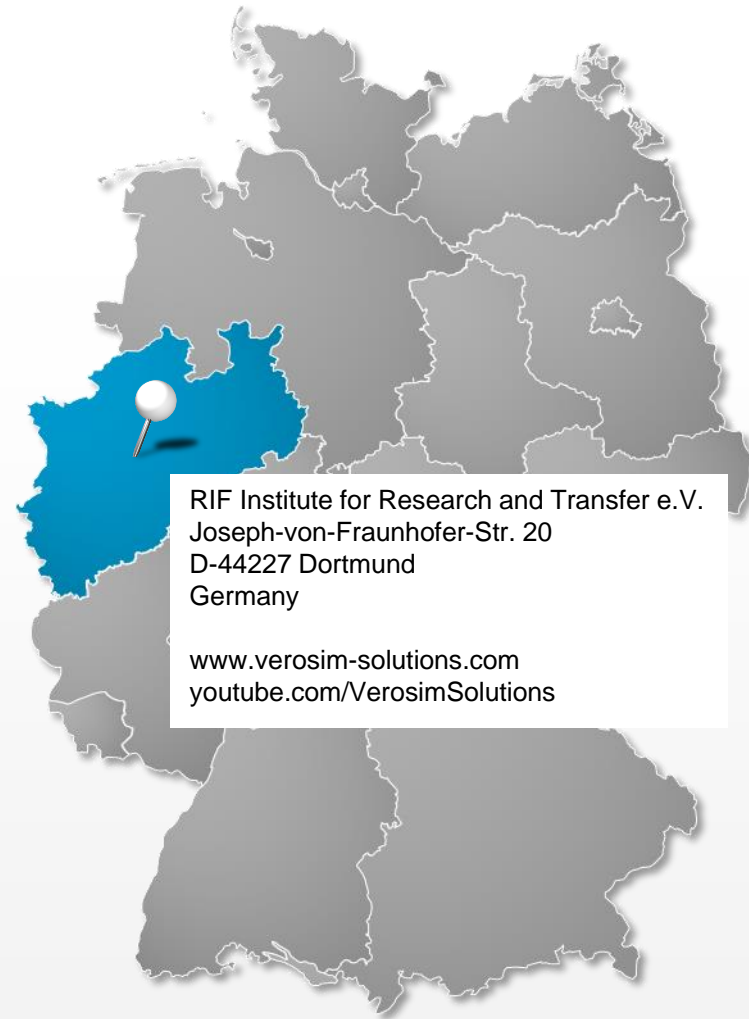 RIF Institute for Research and Transfer e.V.
Joseph-von-Fraunhofer-Str. 20
D-44227 Dortmund
Germany
www.verosim-solutions.com
youtube.com/VerosimSolutions